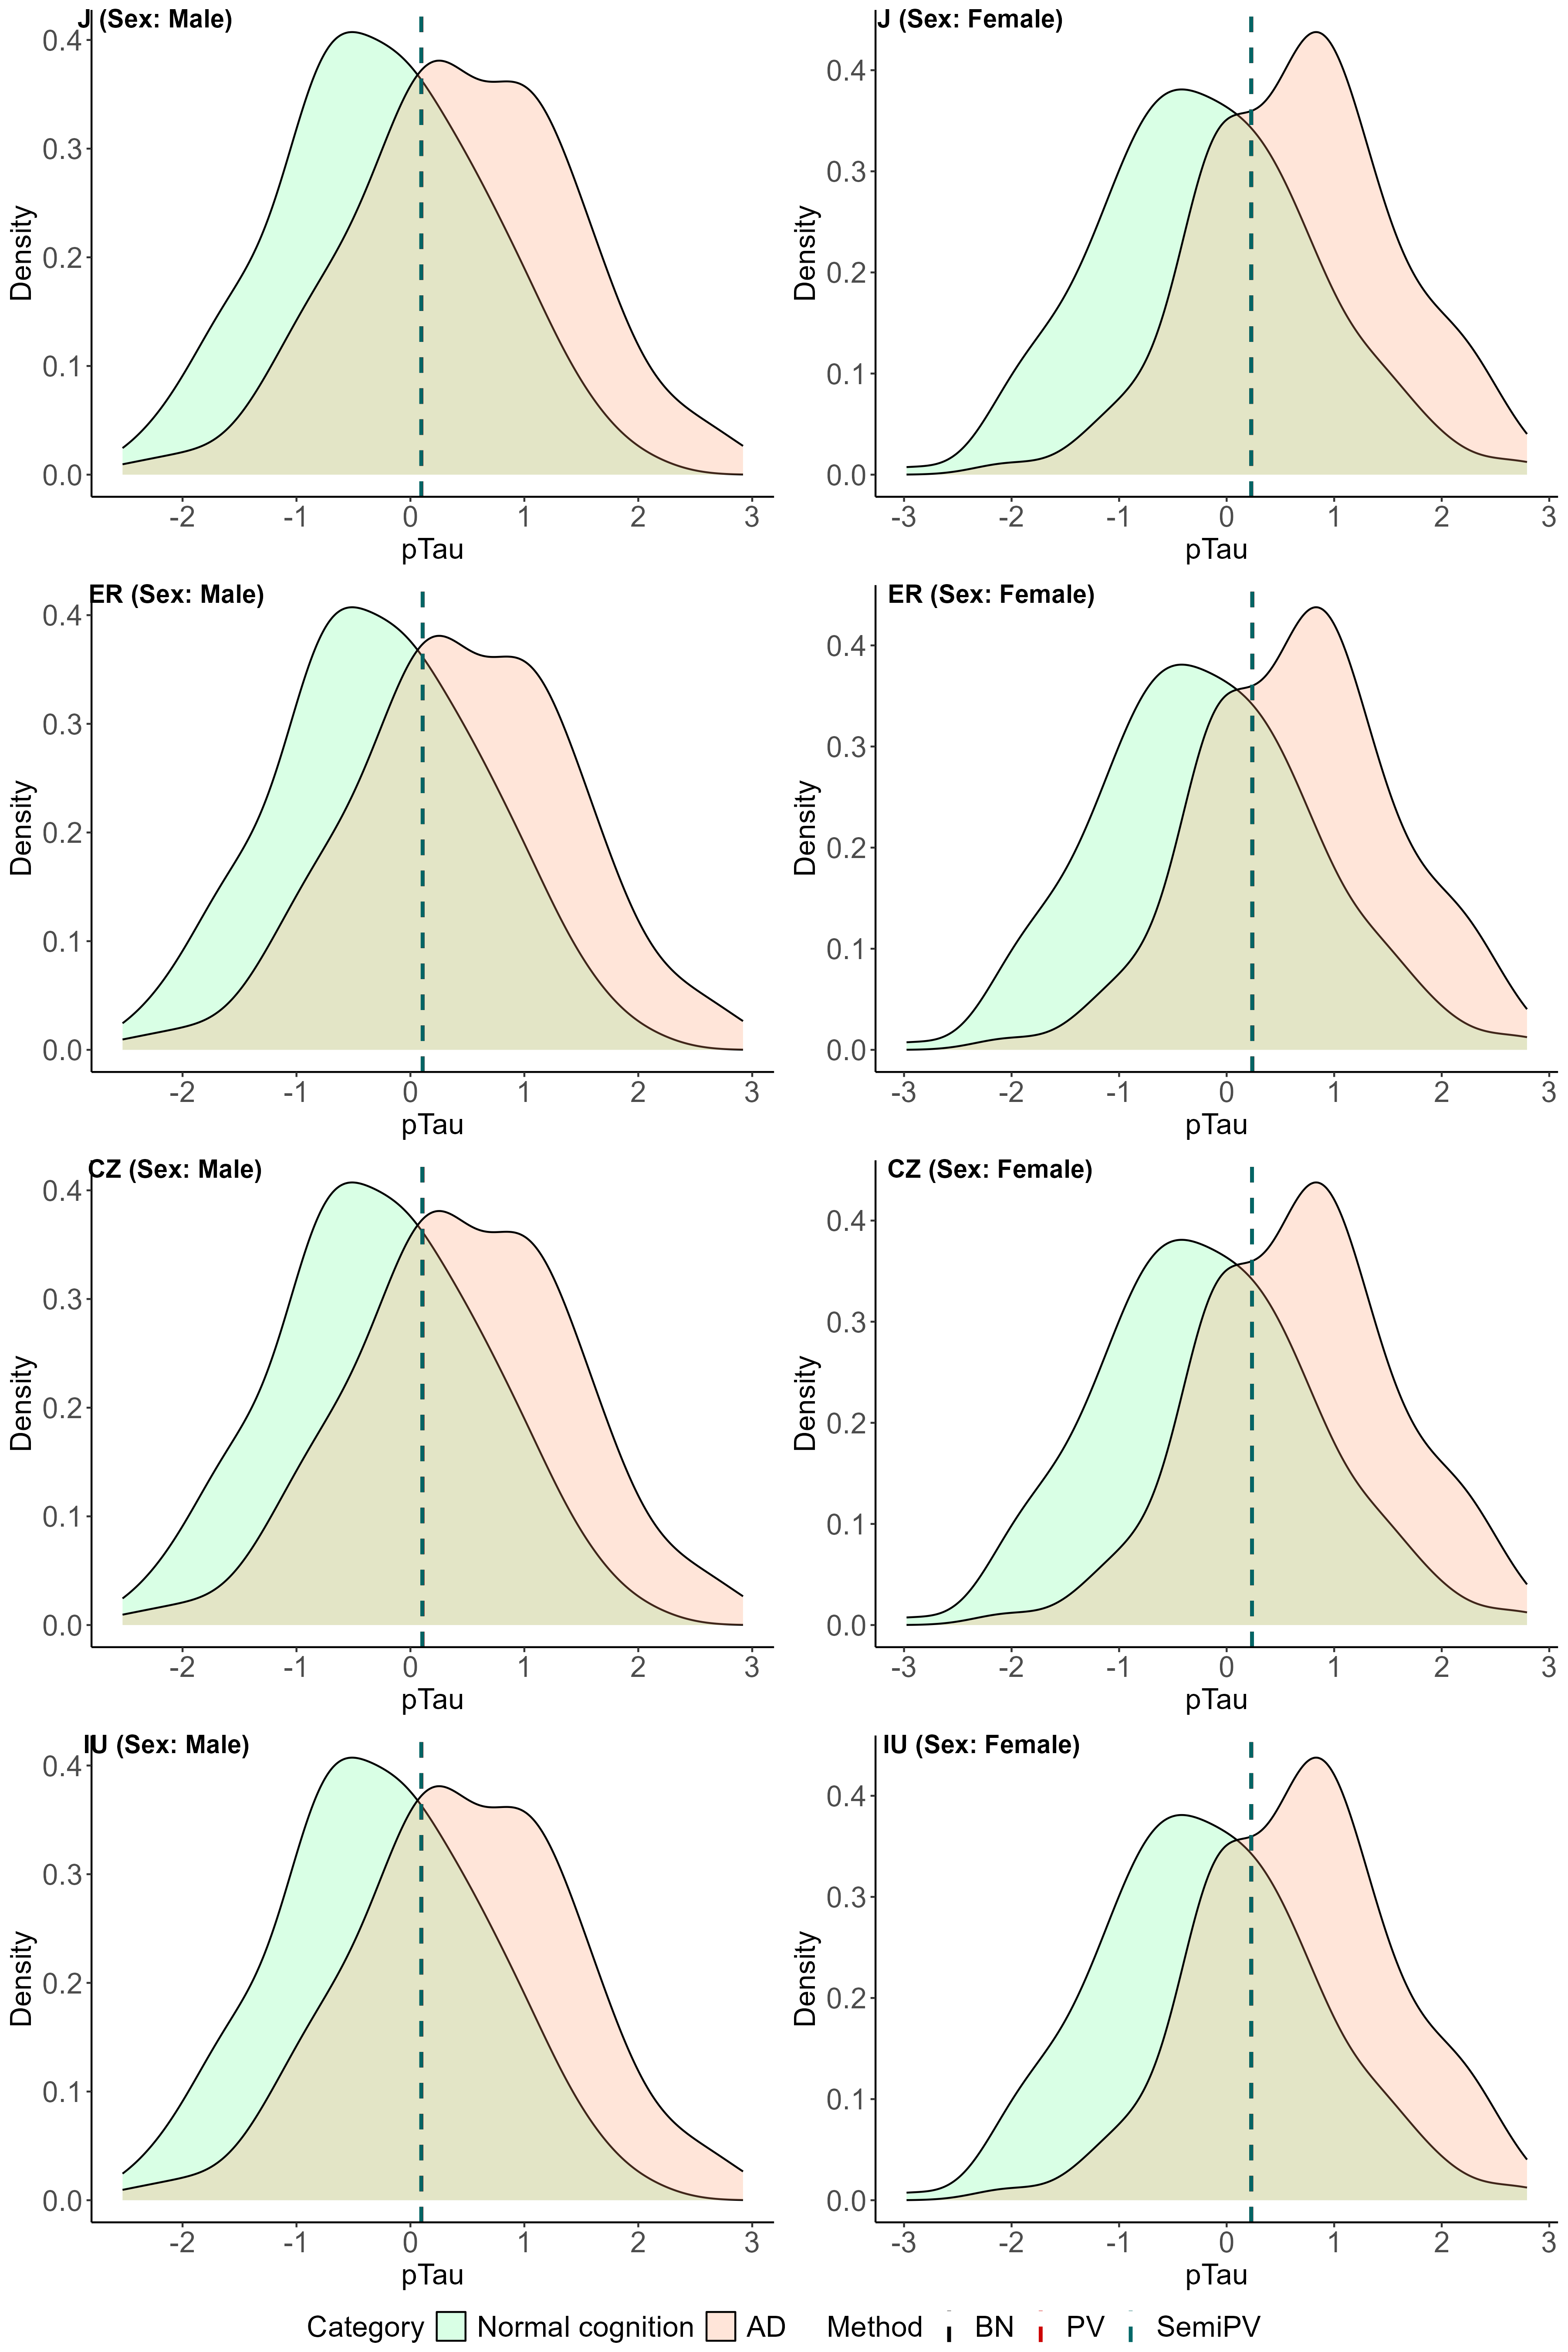 J (Sex: Male)
0.4
0.3
0.2
0.1
0.0
Density
-2 -1 0 1 2 3
pTau
J (Sex: Female)
0.4
0.3
0.2
0.1
0.0
Density
-3 -2 -1 0 1 2 3
pTau
ER (Sex: Male)
0.4
0.3
0.2
0.1
0.0
Density
-2 -1 0 1 2 3
pTau
ER (Sex: Female)
0.4
0.3
0.2
0.1
0.0
Density
-3 -2 -1 0 1 2 3
pTau
CZ (Sex: Male)
0.4
0.3
0.2
0.1
0.0
Density
-2 -1 0 1 2 3
pTau
CZ (Sex: Female)
0.4
0.3
0.2
0.1
0.0
Density
-3 -2 -1 0 1 2 3
pTau
IU (Sex: Male)
0.4
0.3
0.2
0.1
0.0
Density
-2 -1 0 1 2 3
pTau
IU (Sex: Female)
0.4
0.3
0.2
0.1
0.0
Density
-3 -2 -1 0 1 2 3
pTau
Category Normal cognition AD Method BN PV SemiPV